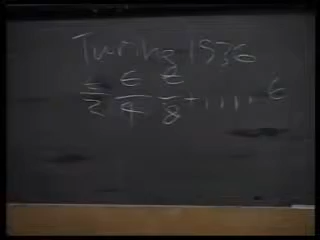 Turing 1936
ε/2 ε/4 ε/8 + ..... ε